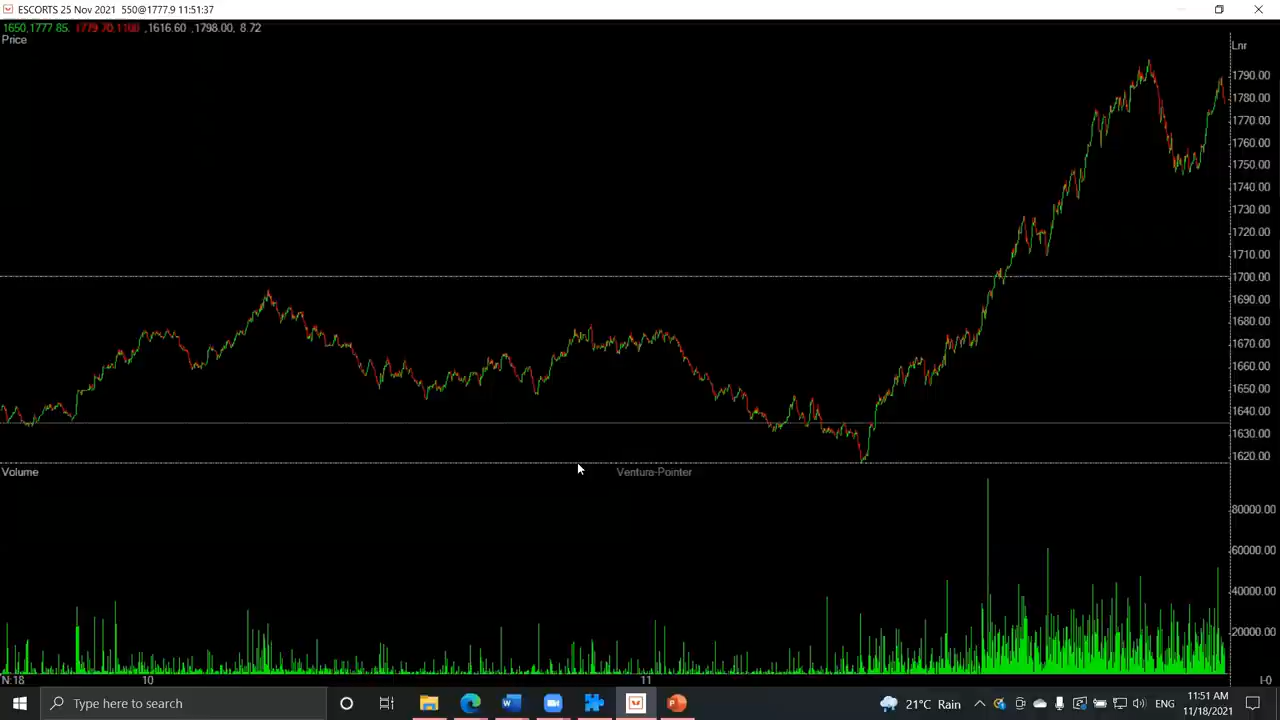 ESCORTS 25 Nov 2021 550@1777.9 11:51:37
1650,1777.85. 1779 70,1100 ,1616.60 ,1798.00, 8.72
Price
Lnr
1790.00
1780.00
1770.00
1760.00
1750.00
1740.00
1730.00
1720.00
1710.00
1700.00
1690.00
1680.00
1670.00
1660.00
1650.00
1640.00
1630.00
1620.00
Volume
Ventura-Pointer
80000.00
60000.00
40000.00
20000.00
N:18
10
11
I-0
Type here to search
21°C Rain
ENG
11:51 AM
11/18/2021